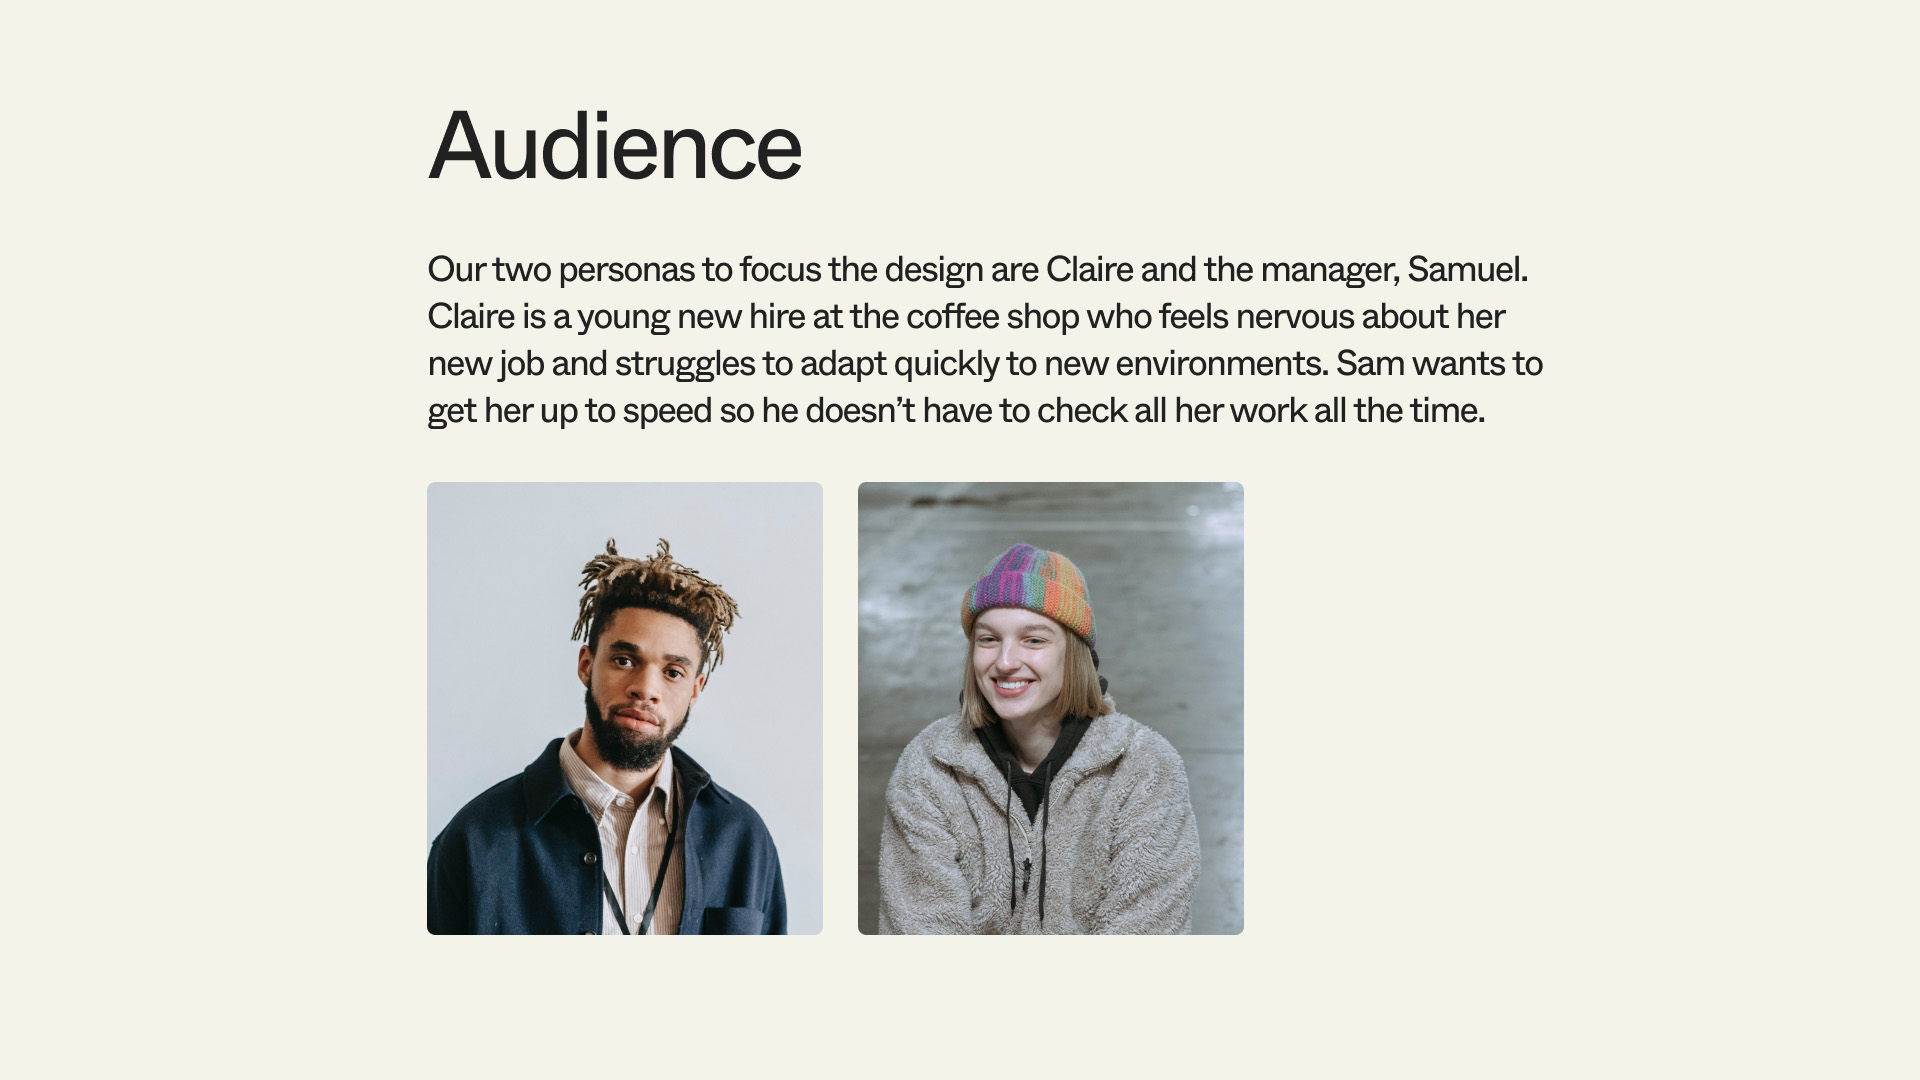 Audience
Our two personas to focus the design are Claire and the manager, Samuel.
Claire is a young new hire at the coffee shop who feels nervous about her
new job and struggles to adapt quickly to new environments. Sam wants to
get her up to speed so he doesn’t have to check all her work all the time.